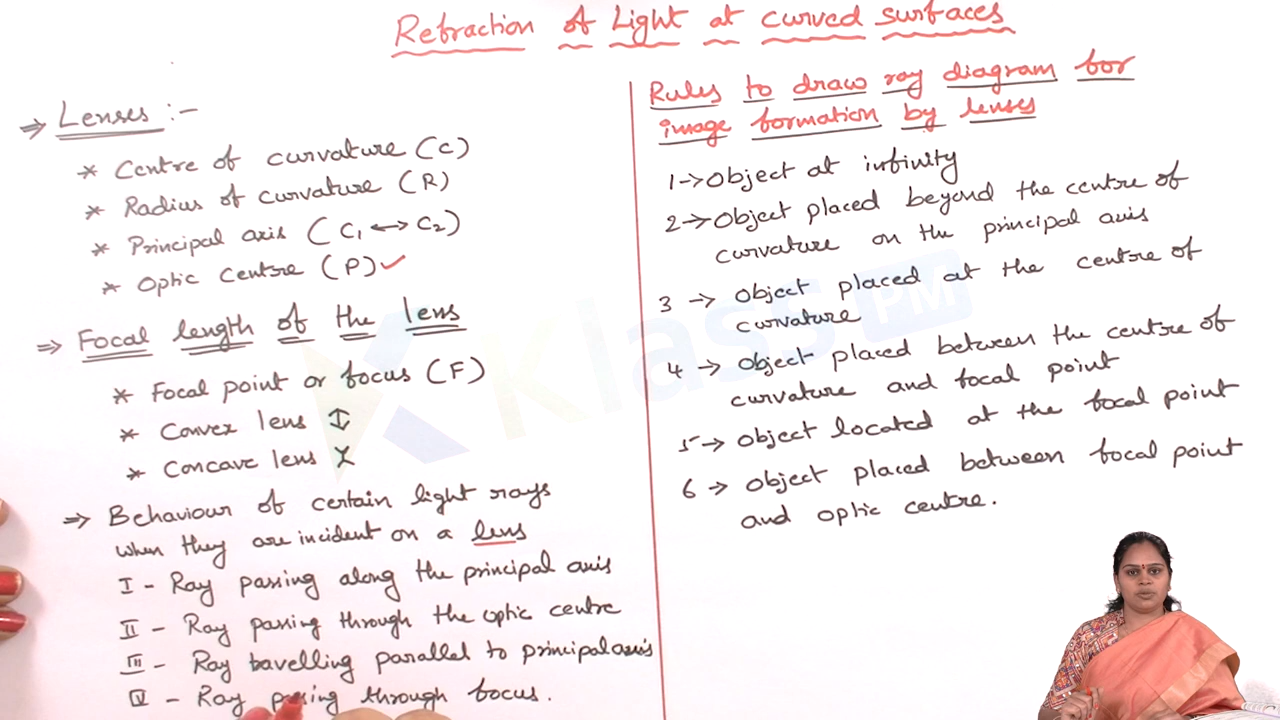 Refraction of Light at curved surfaces
⇒ Lenses :-
* Centre of curvature (C)
* Radius of curvature (R)
* Principal axis (C₁ ↔ C₂)
* Optic Centre (P) ✓
⇒ Focal length of the lens
* Focal point or focus (F)
* Convex lens
* Concave lens
⇒ Behaviour of certain light rays
when they are incident on a lens
I - Ray passing along the principal axis
II - Ray passing through the optic centre
III - Ray travelling parallel to principal axis
IV - Ray passing through focus.
Rules to draw ray diagram for
image formation by lenses
1 → Object at infinity
2 → Object placed beyond the centre of
curvature on the principal axis
3 → Object placed at the centre of
curvature
4 → Object placed between the centre of
curvature and focal point
5 → Object located at the focal point
6 → Object placed between focal point
and optic centre.
klass PM